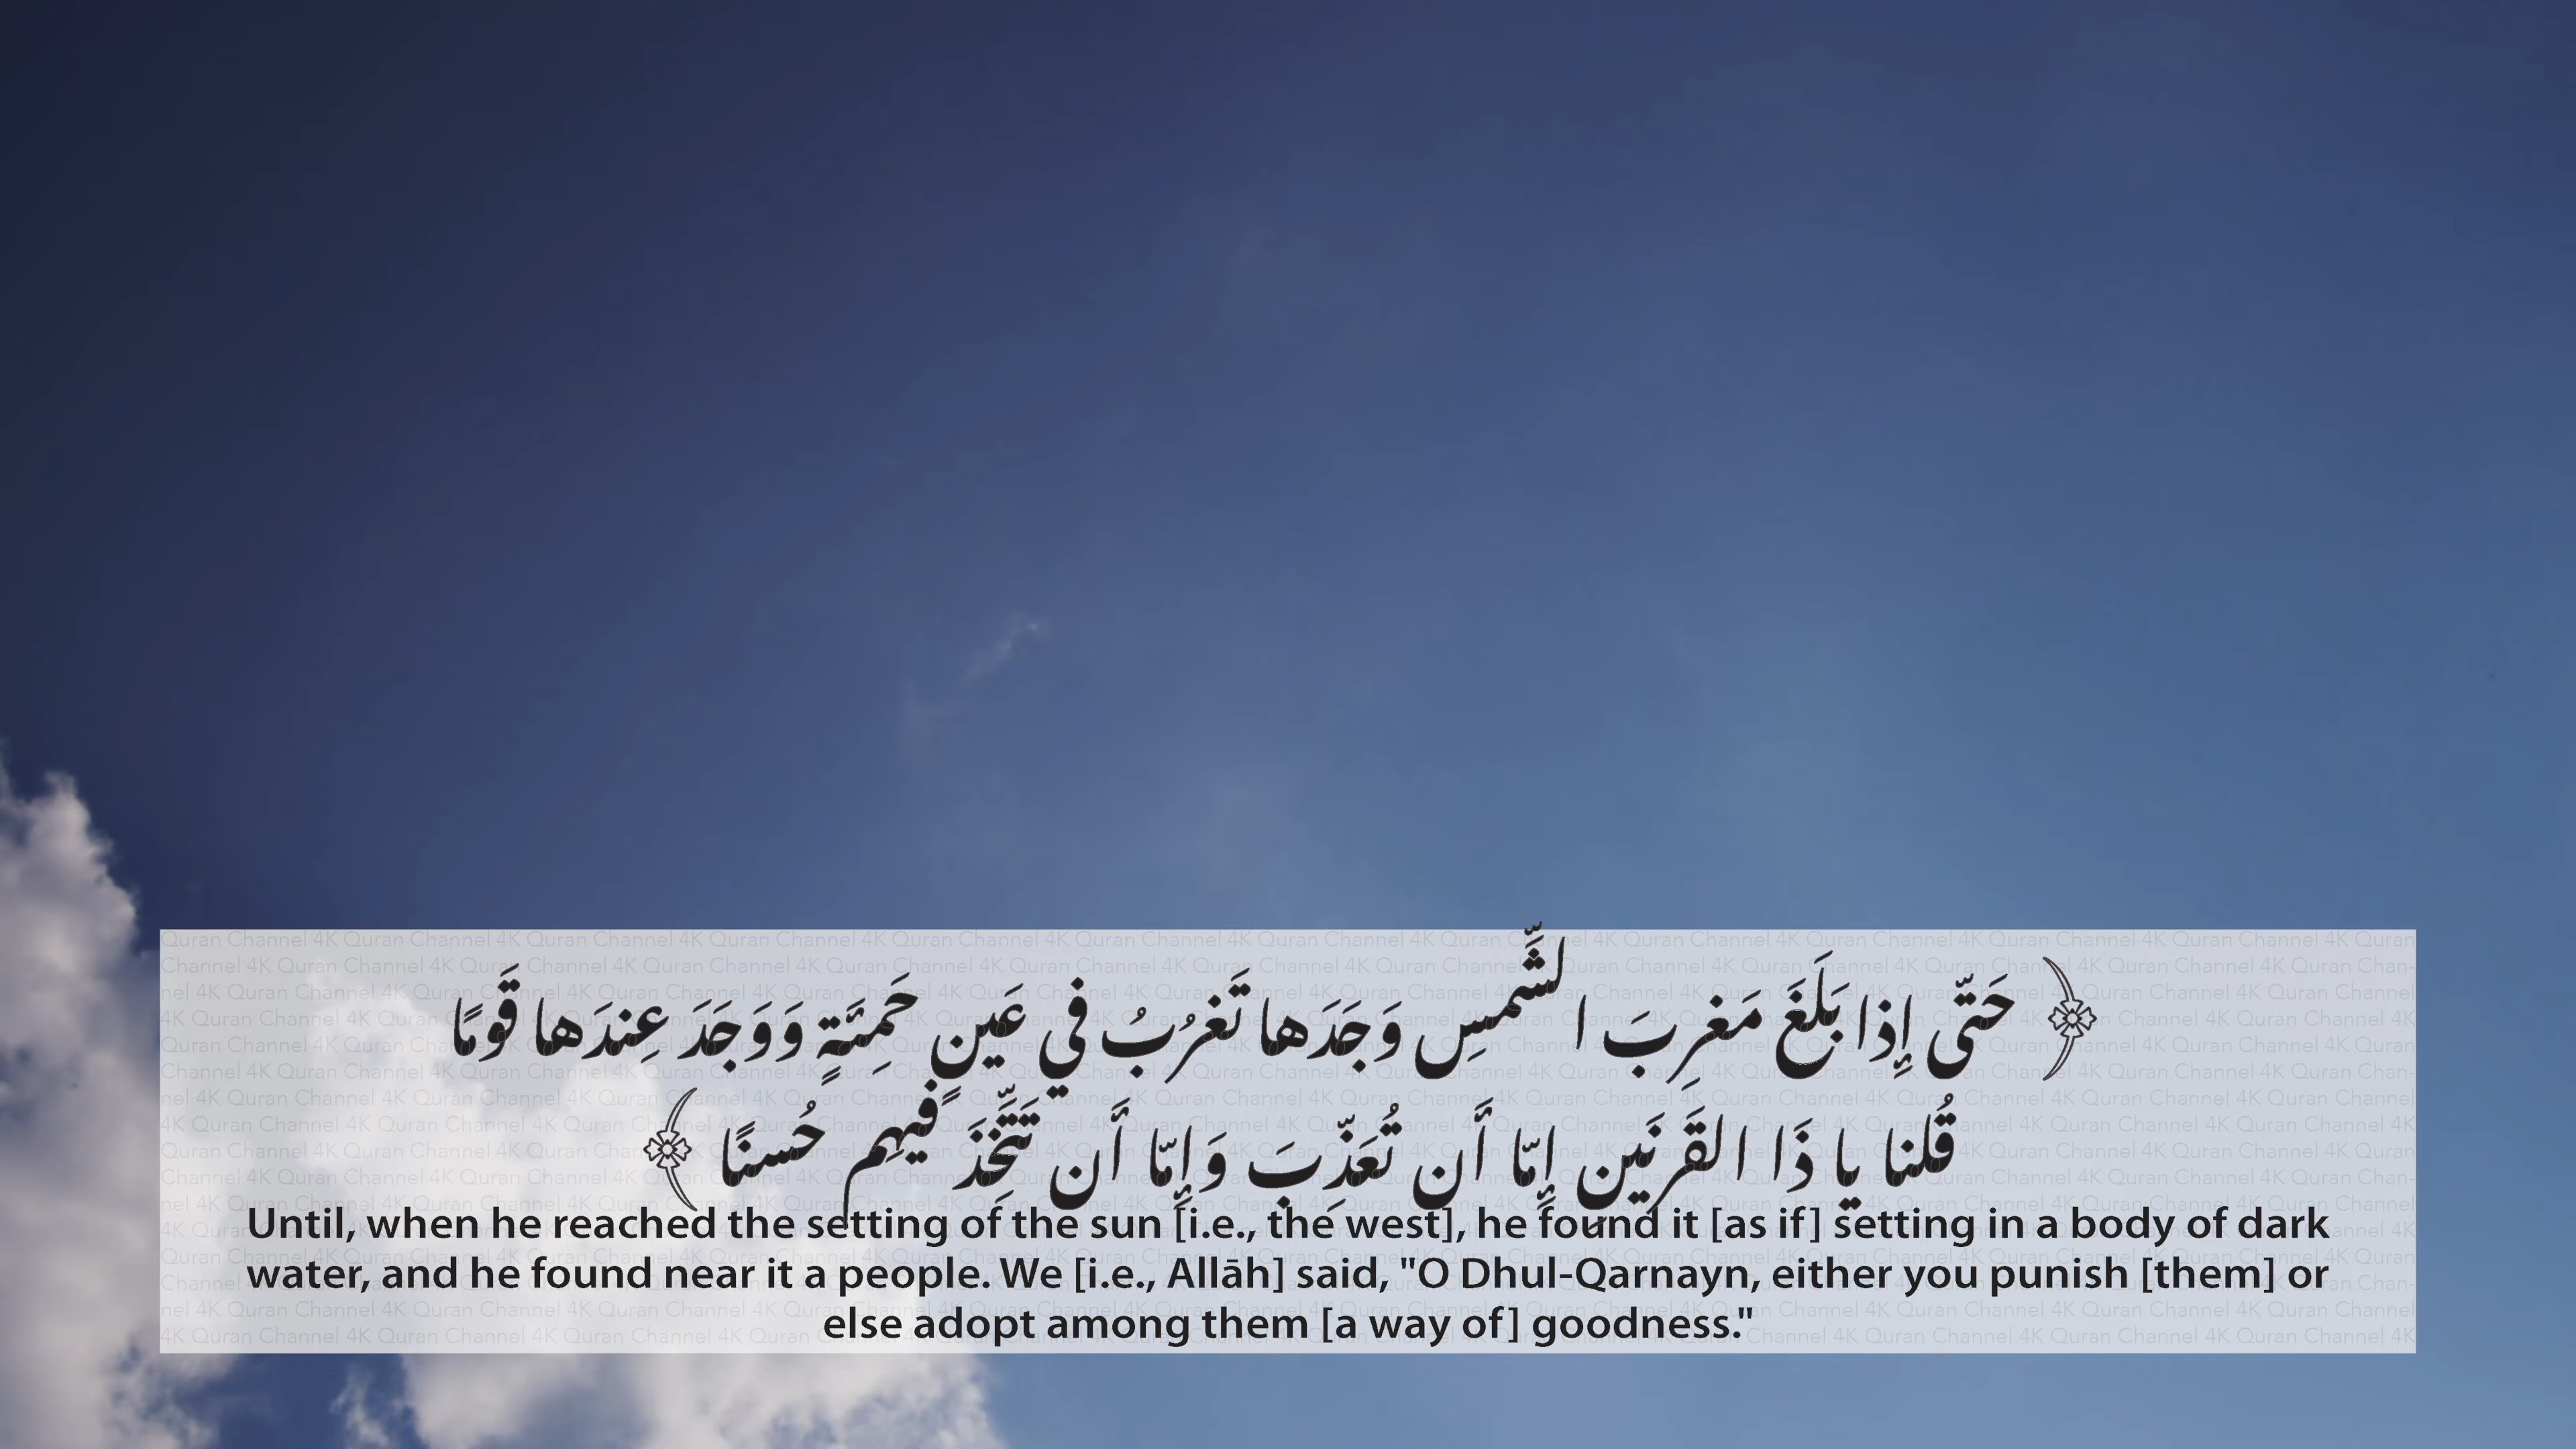 ﴿ حَتّى إِذا بَلَغَ مَغرِبَ الشَّمسِ وَجَدَها تَغرُبُ في عَينٍ حَمِئَةٍ وَوَجَدَ عِندَها قَومًا
قُلنا يا ذَا القَرنَينِ إِمّا أَن تُعَذِّبَ وَإِمّا أَن تَتَّخِذَ فيهِم حُسنًا ﴾
Until, when he reached the setting of the sun [i.e., the west], he found it [as if] setting in a body of dark
water, and he found near it a people. We [i.e., Allāh] said, "O Dhul-Qarnayn, either you punish [them] or
else adopt among them [a way of] goodness."